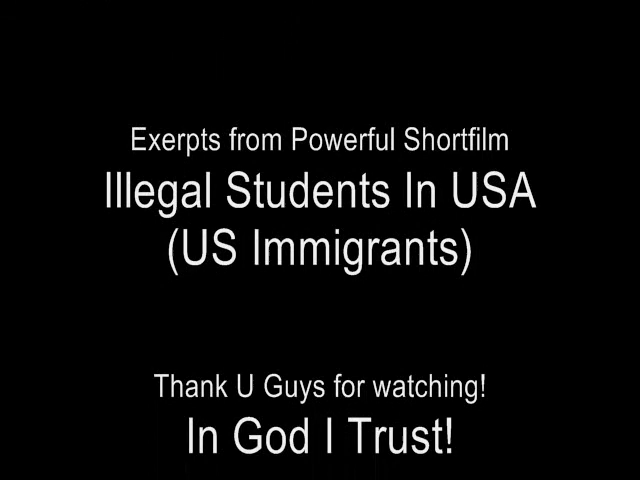 Exerpts from Powerful Shortfilm
Illegal Students In USA
(US Immigrants)
Thank U Guys for watching!
In God I Trust!